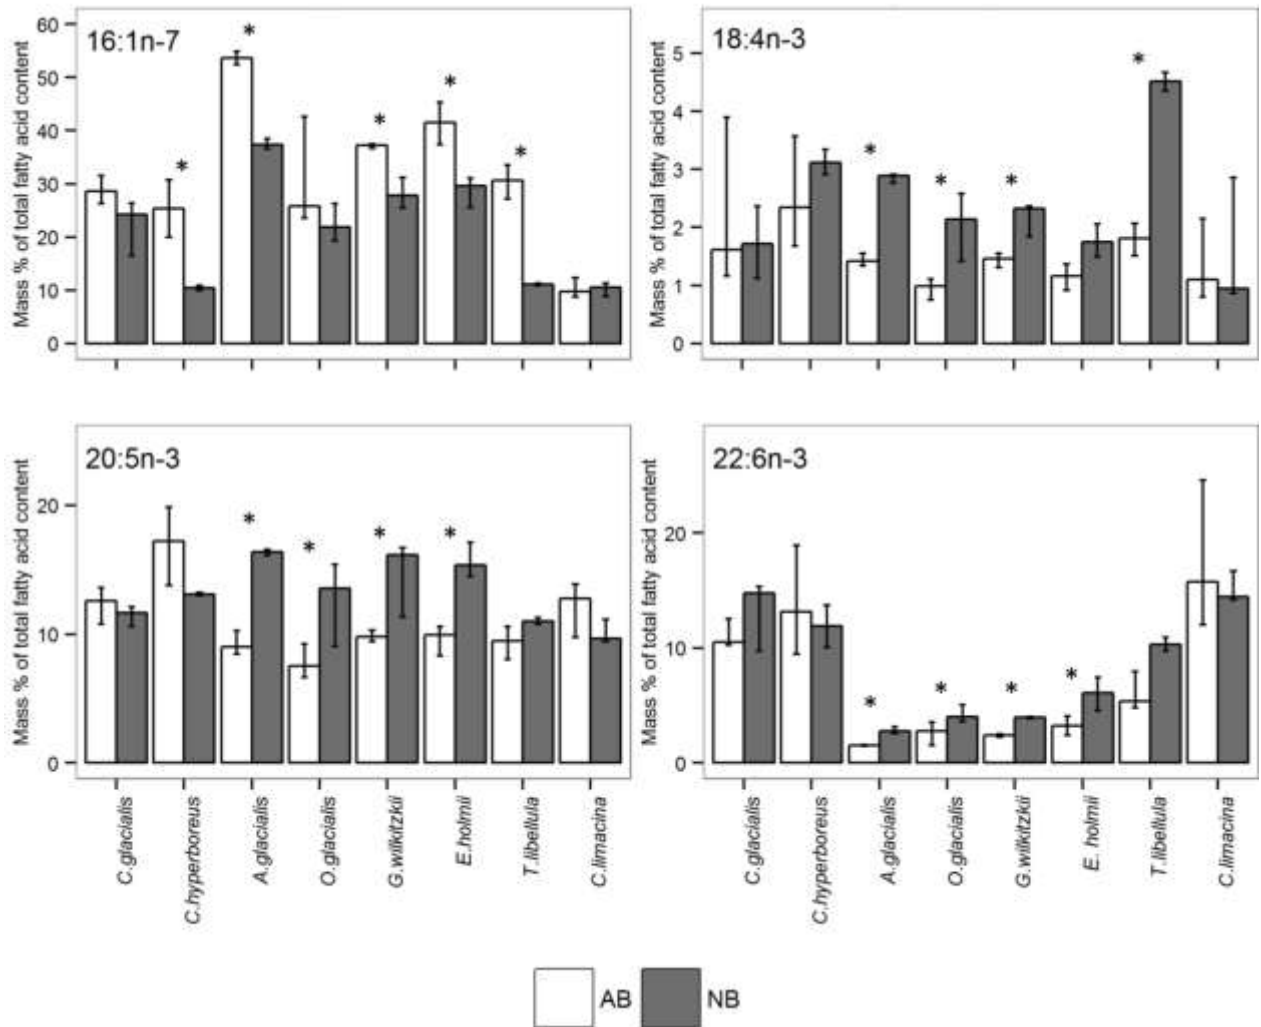 16:1n-7
Mass % of total fatty acid content
60
50
40
30
20
10
0
*
*
*
*
*
18:4n-3
Mass % of total fatty acid content
5
4
3
2
1
0
*
*
*
*
20:5n-3
Mass % of total fatty acid content
20
10
0
*
*
*
*
C.glacialis
C.hyperboreus
A.glacialis
O.glacialis
G.wilkitzkii
E.holmii
T.libellula
C.limacina
22:6n-3
Mass % of total fatty acid content
20
10
0
*
*
*
*
C.glacialis
C.hyperboreus
A.glacialis
O.glacialis
G.wilkitzkii
E. holmii
T.libellula
C.limacina
AB
NB